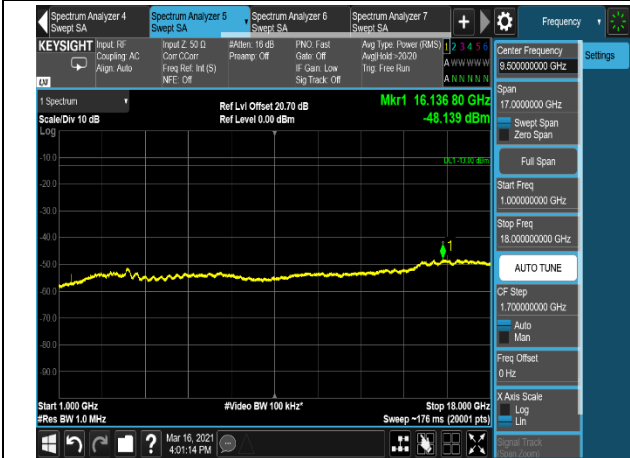 Spectrum Analyzer 4
Swept SA
Spectrum Analyzer 5
Swept SA
Spectrum Analyzer 6
Swept SA
Spectrum Analyzer 7
Swept SA
+
Frequency
KEYSIGHT
Input: RF
Coupling: AC
Align: Auto
Input Z: 50 Ω
Corr CCorr
Freq Ref: Int (S)
NFE: Off
#Atten: 16 dB
Preamp: Off
PNO: Fast
Gate: Off
IF Gain: Low
Sig Track: Off
Avg Type: Power (RMS)
Avg|Hold:>20/20
Trig: Free Run
1 2 3 4 5 6
A WWWWW
A N N N N N
LXI
1 Spectrum
Scale/Div 10 dB
Log
Ref Lvl Offset 20.70 dB
Ref Level 0.00 dBm
Mkr1 16.136 80 GHz
-48.139 dBm
DL1 -13.00 dBm
-10.0
-20.0
-30.0
-40.0
-50.0
-60.0
-70.0
-80.0
-90.0
1
Start 1.000 GHz
#Res BW 1.0 MHz
#Video BW 100 kHz*
Stop 18.000 GHz
Sweep ~176 ms (20001 pts)
Center Frequency
9.500000000 GHz
Settings
Span
17.0000000 GHz
Swept Span
Zero Span
Full Span
Start Freq
1.000000000 GHz
Stop Freq
18.000000000 GHz
AUTO TUNE
CF Step
1.700000000 GHz
Auto
Man
Freq Offset
0 Hz
X Axis Scale
Log
Lin
Signal Track
(Span Zoom)
?
Mar 16, 2021
4:01:14 PM